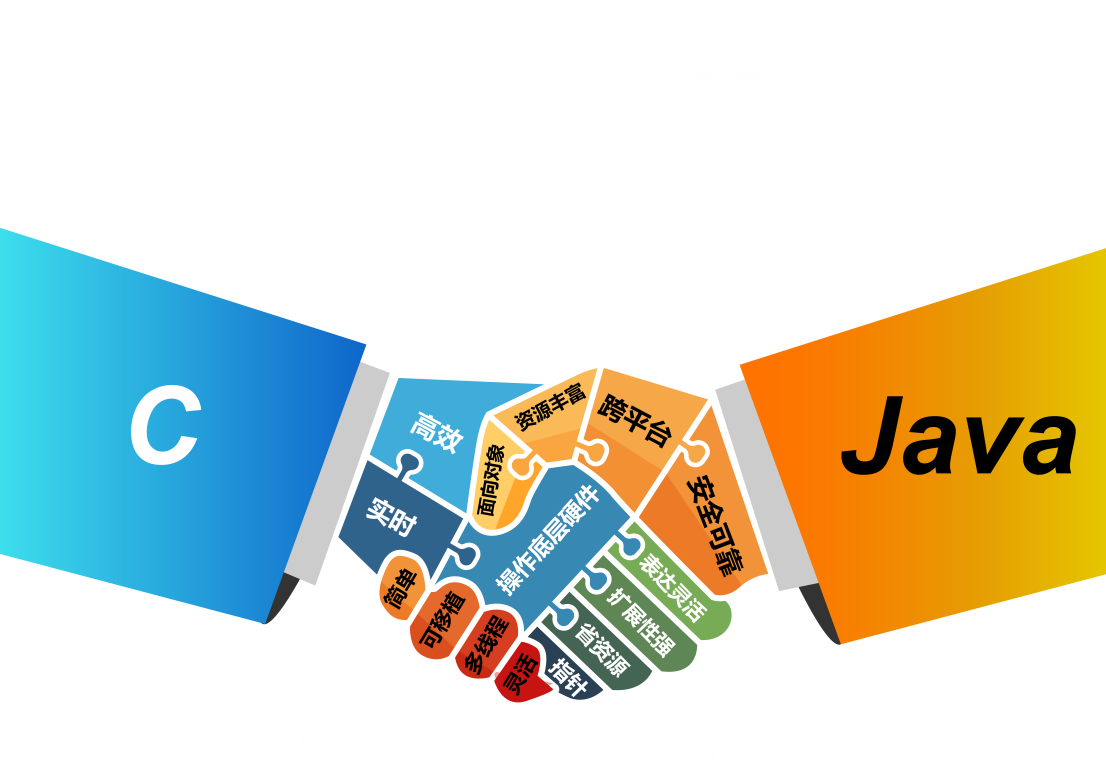 C
Java
高效
实时
面向对象
资源丰富
跨平台
安全可靠
操作底层硬件
简单
可移植
多线程
灵活
指针
省资源
扩展性强
表达灵活